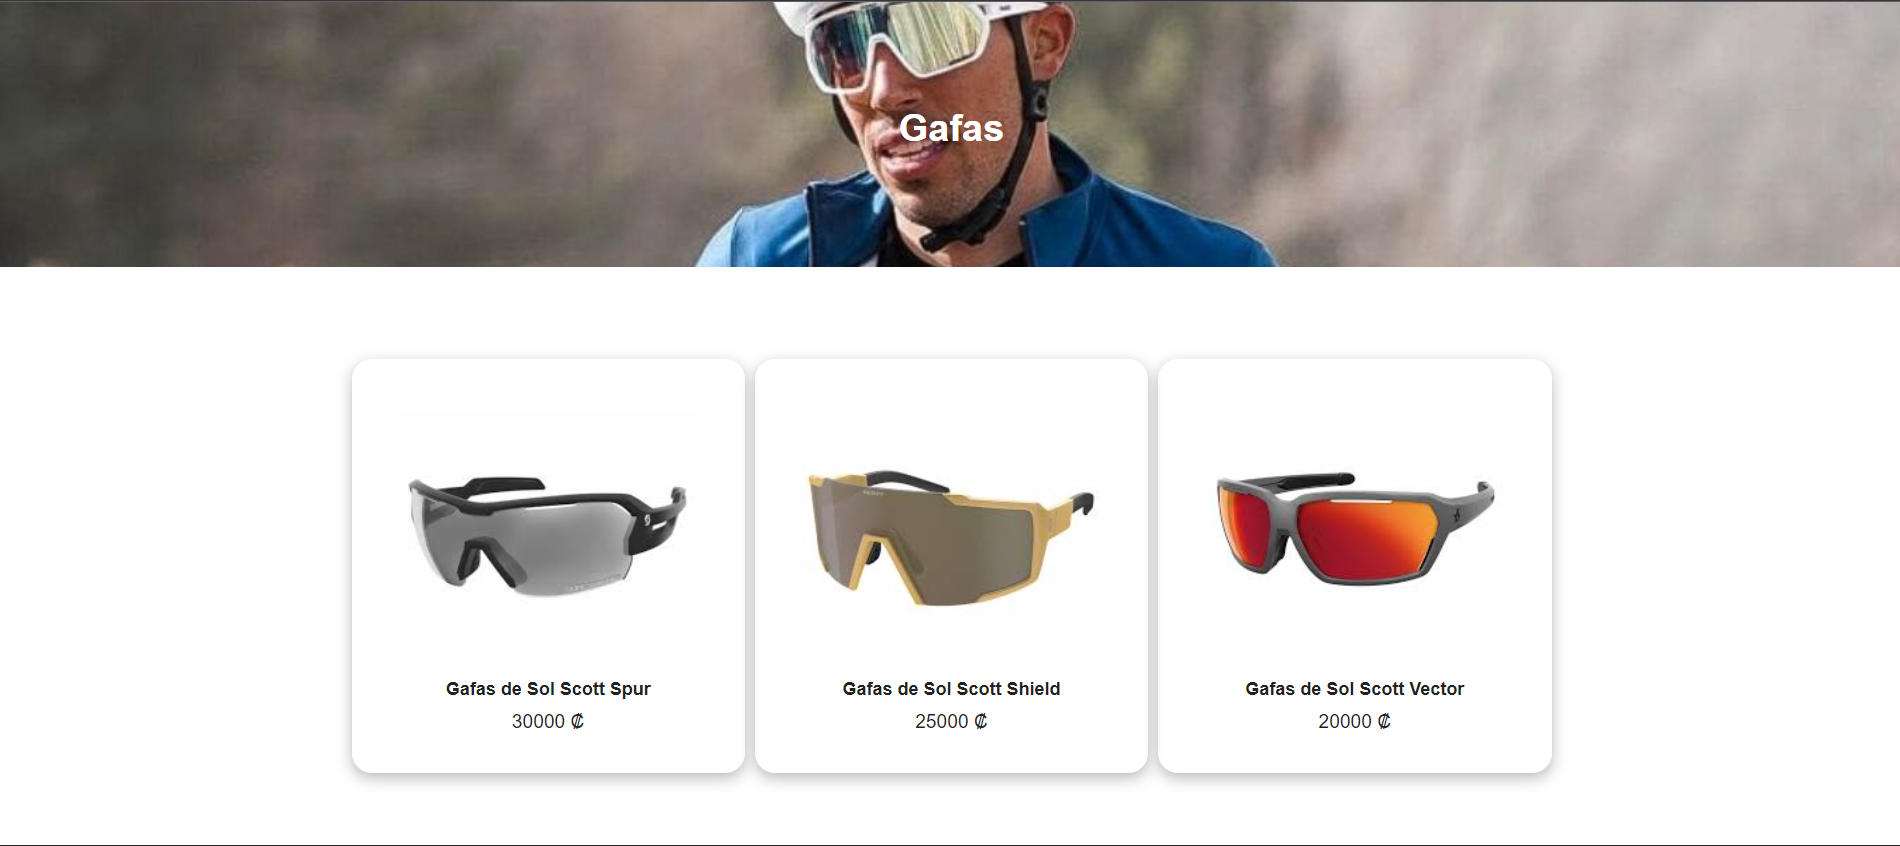 Gafas
Gafas de Sol Scott Spur
30000 ₡
Gafas de Sol Scott Shield
25000 ₡
Gafas de Sol Scott Vector
20000 ₡